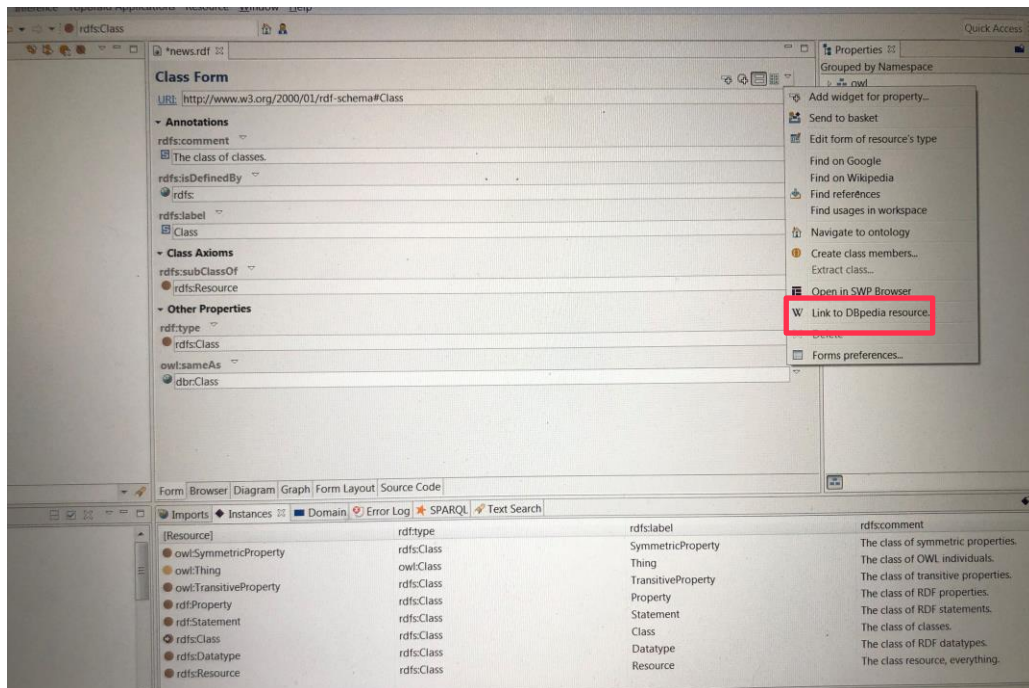 Inference TopBraid Applications Resource Window Help
rdfs:Class
Quick Access
*news.rdf
Properties
Class Form
Grouped by Namespace
owl
URI: http://www.w3.org/2000/01/rdf-schema#Class
Add widget for property...
Annotations
Send to basket
rdfs:comment
Edit form of resource's type
The class of classes.
Find on Google
rdfs:isDefinedBy
Find on Wikipedia
rdfs:
Find references
rdfs:label
Find usages in workspace
Class
Navigate to ontology
Class Axioms
Create class members...
rdfs:subClassOf
Extract class...
rdfs:Resource
Open in SWP Browser
Other Properties
W Link to DBpedia resource.
rdf:type
Delete
rdfs:Class
Forms preferences...
owl:sameAs
dbr:Class
Form Browser Diagram Graph Form Layout Source Code
Imports Instances Domain Error Log SPARQL Text Search
[Resource] rdf:type rdfs:label rdfs:comment
owl:SymmetricProperty rdfs:Class SymmetricProperty The class of symmetric properties.
owl:Thing owl:Class Thing The class of OWL individuals.
owl:TransitiveProperty rdfs:Class TransitiveProperty The class of transitive properties.
rdf:Property rdfs:Class Property The class of RDF properties.
rdf:Statement rdfs:Class Statement The class of RDF statements.
rdfs:Class rdfs:Class Class The class of classes.
rdfs:Datatype rdfs:Class Datatype The class of RDF datatypes.
rdfs:Resource rdfs:Class Resource The class resource, everything.